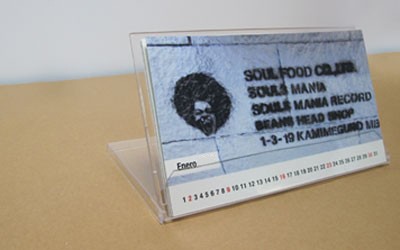 SOUL FOOD CO.,LTD.
SOULS MANIA
SOULS MANIA RECORD
BEANS HEAD SHOP
1-3-19 KAMIMEGURO M/B
Enero
1 2 3 4 5 6 7 8 9 10 11 12 13 14 15 16 17 18 19 20 21 22 23 24 25 26 27 28 29 30 31